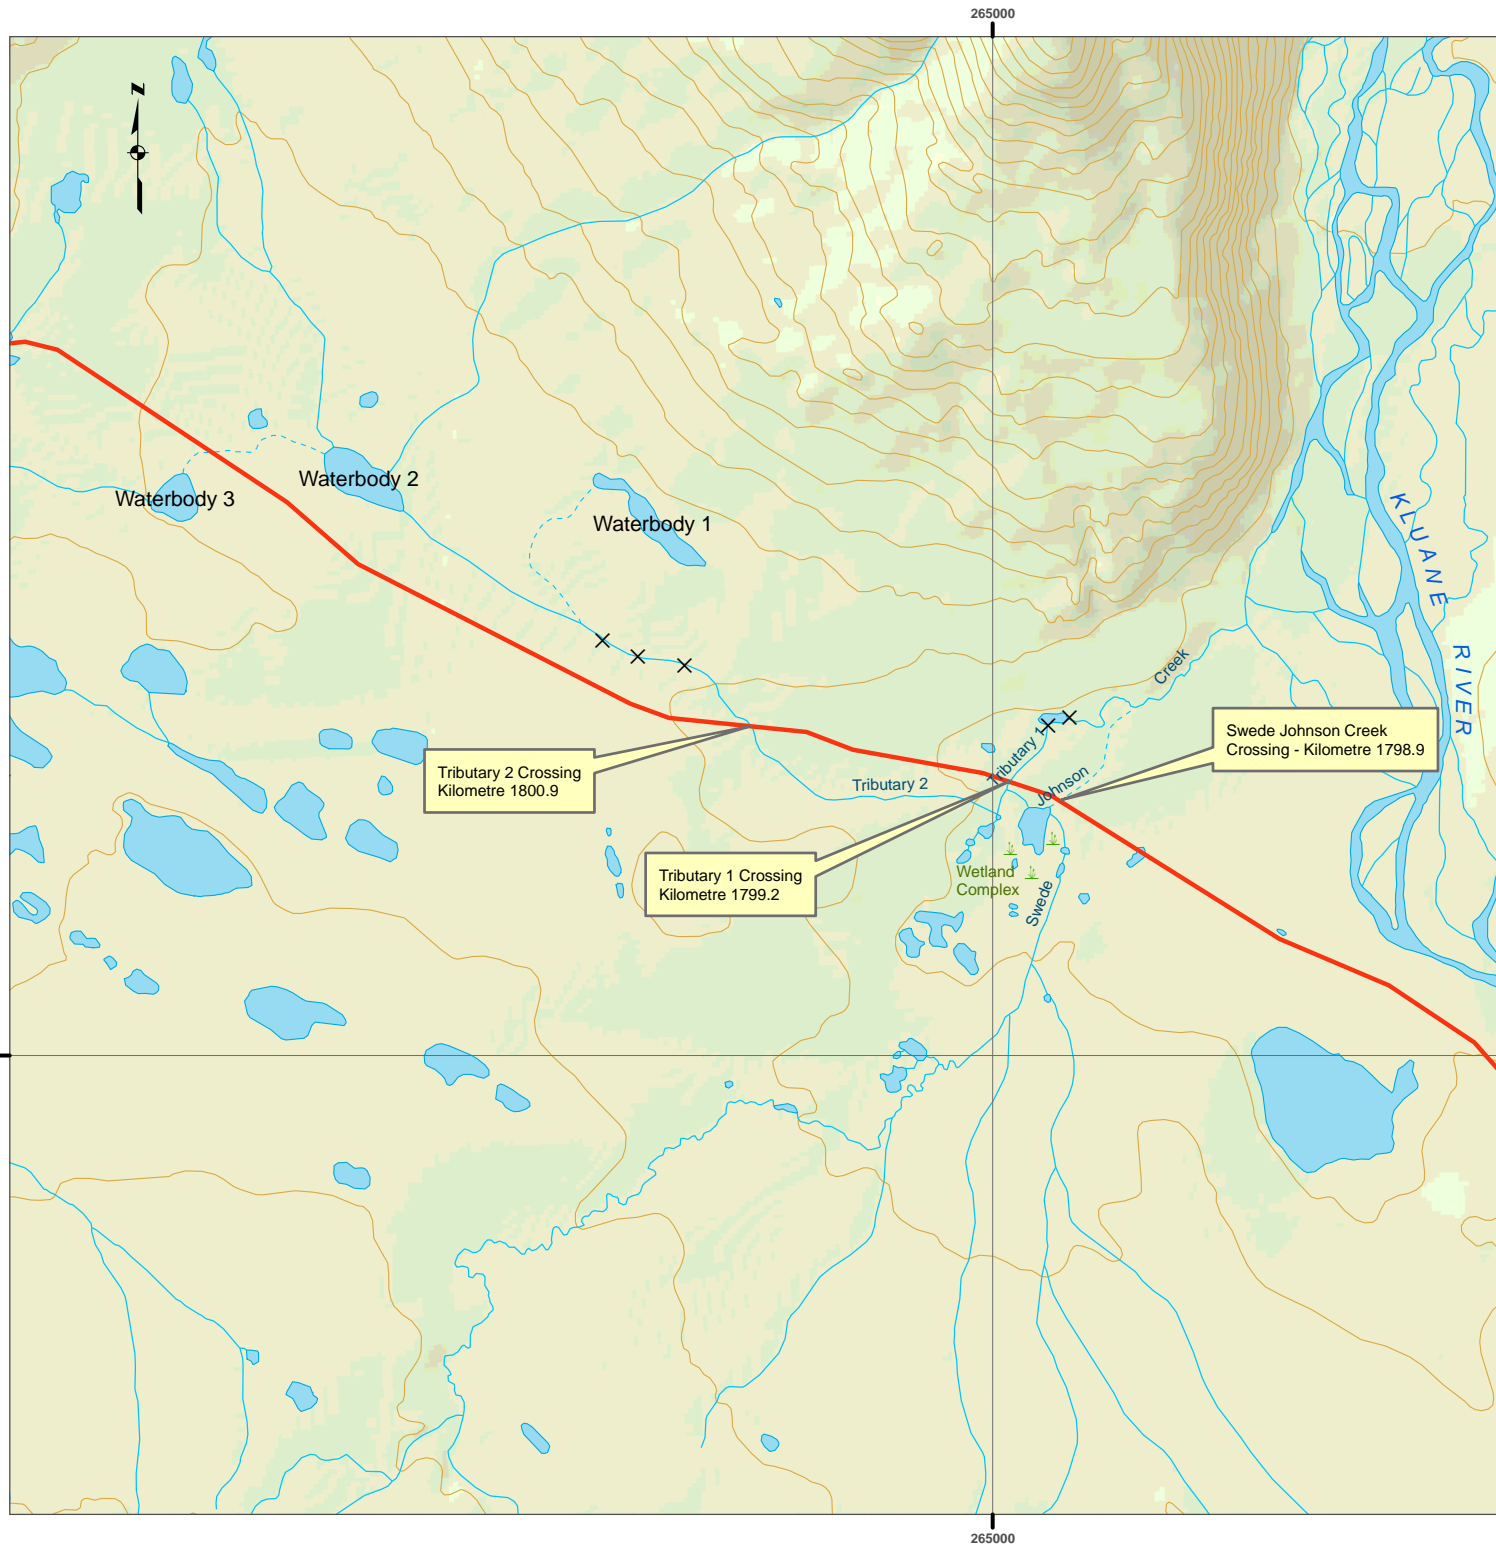 265000
N
Waterbody 3
Waterbody 2
Waterbody 1
KLUANE
RIVER
Creek
Tributary 1
Johnson
Swede Johnson Creek
Crossing - Kilometre 1798.9
Tributary 2 Crossing
Kilometre 1800.9
Tributary 2
Tributary 1 Crossing
Kilometre 1799.2
Wetland
Complex
Swede
265000